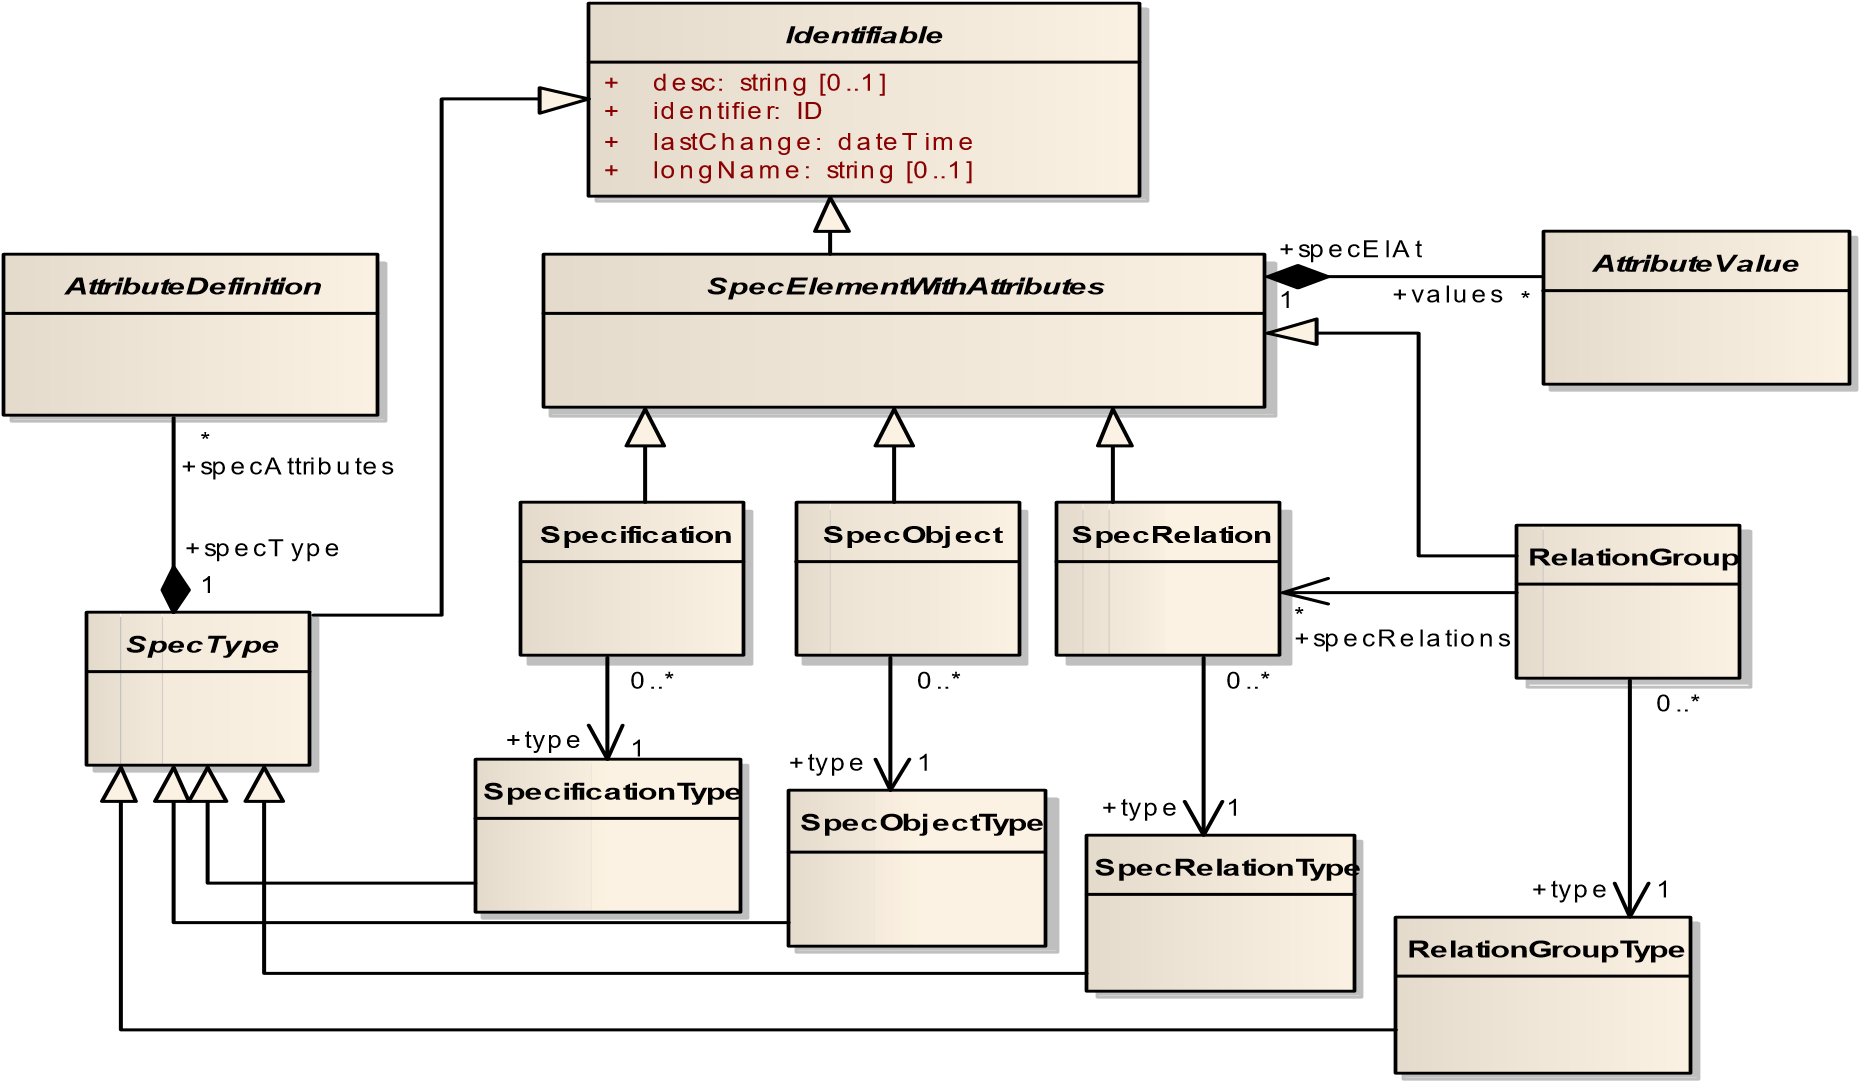 Identifiable
+ desc: string [0..1]
+ identifier: ID
+ lastChange: dateTime
+ longName: string [0..1]
AttributeDefinition
SpecElementWithAttributes
+specElAt
1
+values *
AttributeValue
*
+specAttributes
+specType
1
SpecType
Specification
SpecObject
SpecRelation
RelationGroup
*
+specRelations
0..*
0..*
0..*
0..*
+type 1
SpecificationType
+type 1
SpecObjectType
+type 1
SpecRelationType
+type 1
RelationGroupType